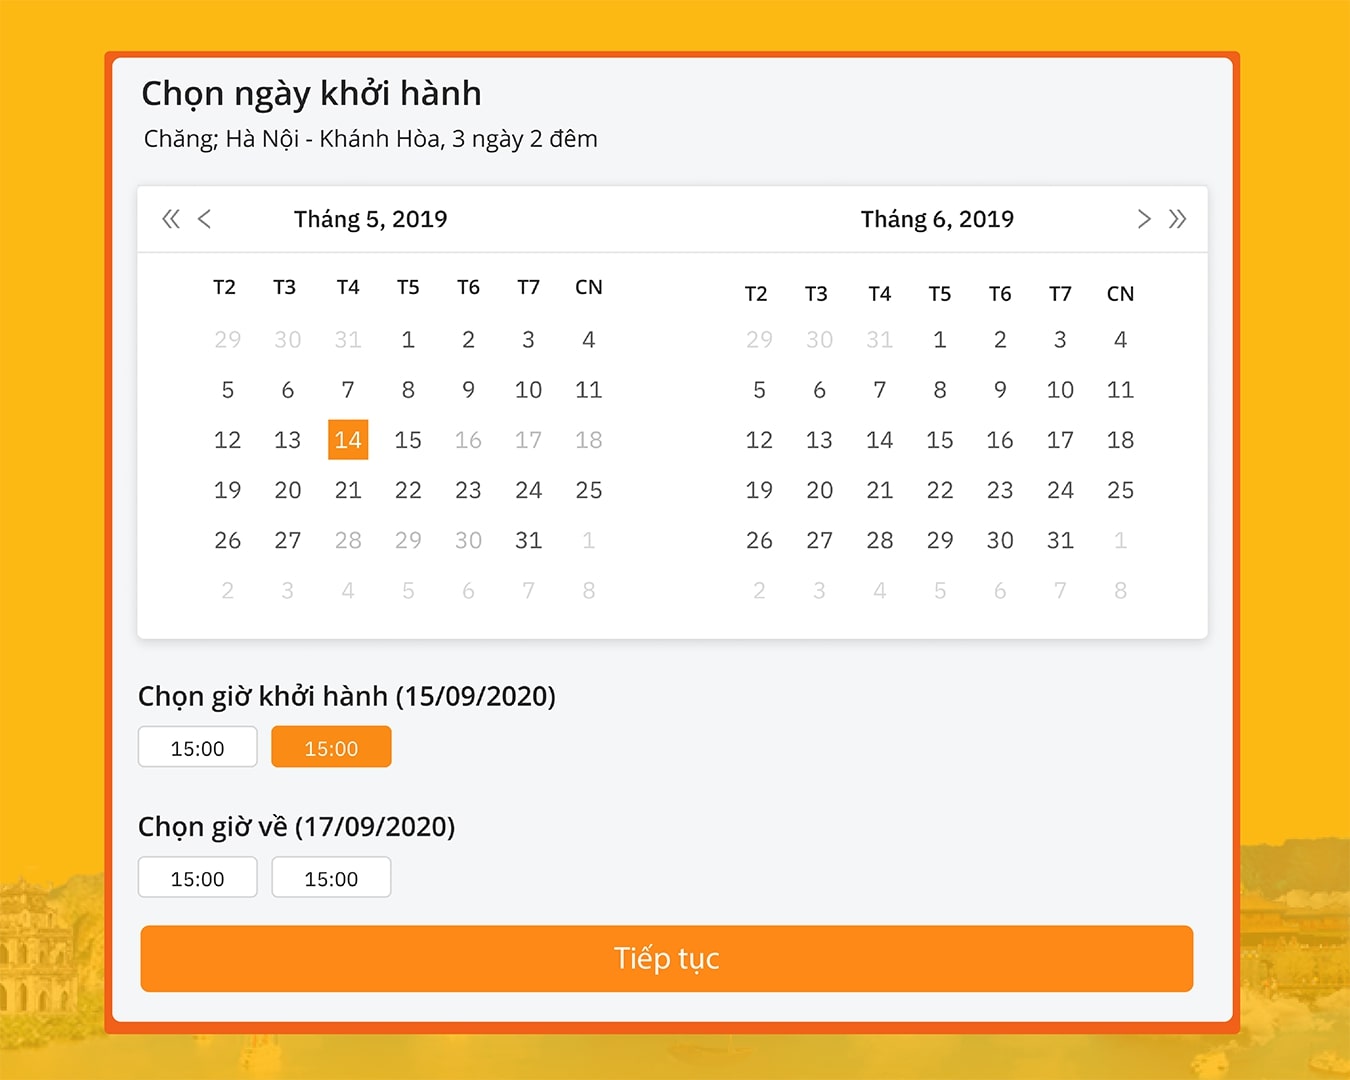 Chọn ngày khởi hành
Chăng; Hà Nội - Khánh Hòa, 3 ngày 2 đêm
Tháng 5, 2019
T2 T3 T4 T5 T6 T7 CN
29 30 31 1 2 3 4
5 6 7 8 9 10 11
12 13 14 15 16 17 18
19 20 21 22 23 24 25
26 27 28 29 30 31 1
2 3 4 5 6 7 8
Tháng 6, 2019
T2 T3 T4 T5 T6 T7 CN
29 30 31 1 2 3 4
5 6 7 8 9 10 11
12 13 14 15 16 17 18
19 20 21 22 23 24 25
26 27 28 29 30 31 1
2 3 4 5 6 7 8
Chọn giờ khởi hành (15/09/2020)
15:00 15:00
Chọn giờ về (17/09/2020)
15:00 15:00
Tiếp tục